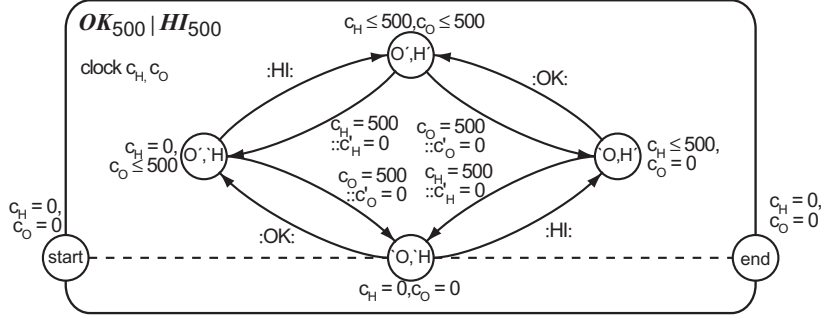 OK500 | HI500
clock cH, cO
cH ≤ 500,cO ≤ 500
O´,H´
:HI:
:OK:
cH = 0,
cO ≤ 500
O´,`H
cH = 500
::c'H = 0
cO = 500
::c'O = 0
`O,H´
cH ≤ 500,
cO = 0
cO = 500
::c'O = 0
cH = 500
::c'H = 0
:OK:
:HI:
cH = 0,
cO = 0
start
`O,`H
cH = 0,cO = 0
cH = 0,
cO = 0
end